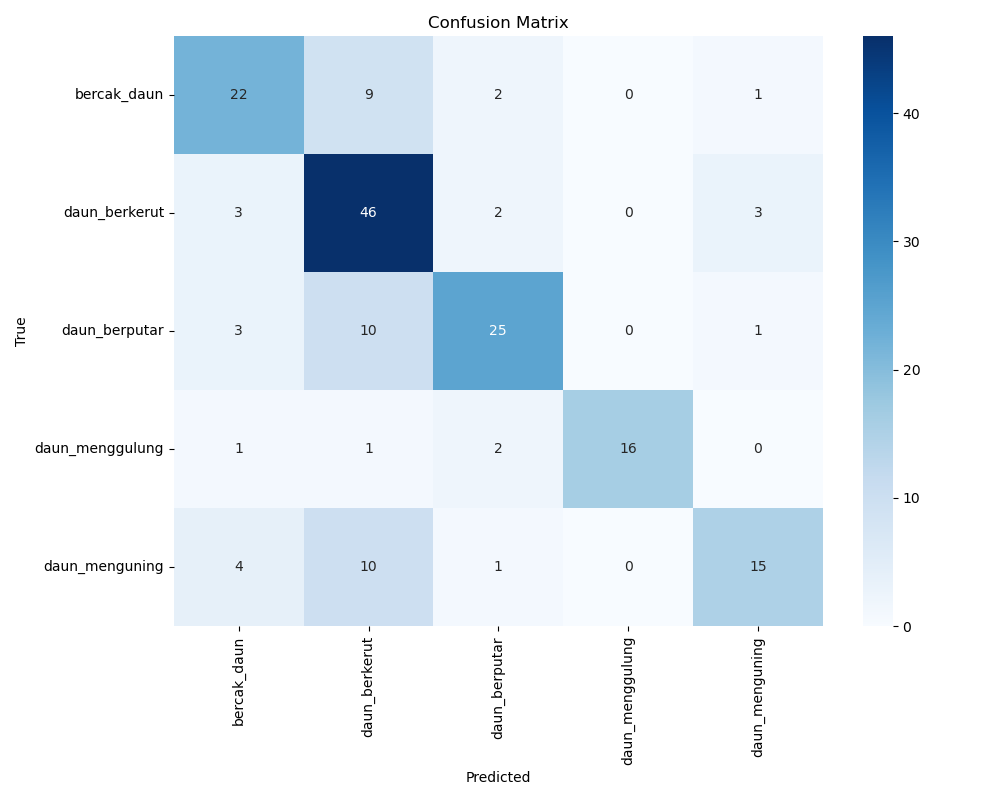 Confusion Matrix
bercak_daun 22 9 2 0 1
daun_berkerut 3 46 2 0 3
daun_berputar 3 10 25 0 1
daun_menggulung 1 1 2 16 0
daun_menguning 4 10 1 0 15
True
bercak_daun
daun_berkerut
daun_berputar
daun_menggulung
daun_menguning
Predicted
40
30
20
10
0